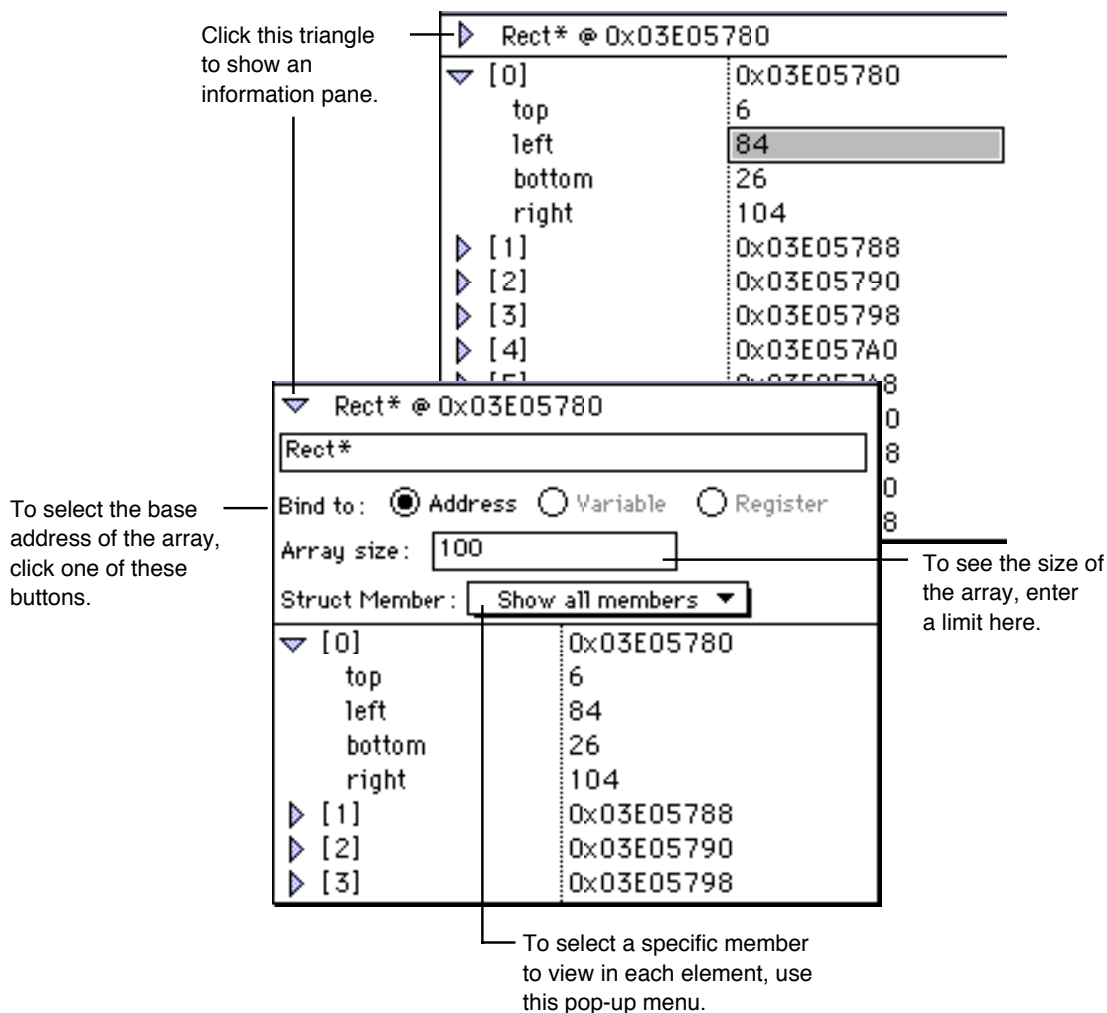 Click this triangle
to show an
information pane.
Rect* @ 0x03E05780
[0] 0x03E05780
top 6
left 84
bottom 26
right 104
[1] 0x03E05788
[2] 0x03E05790
[3] 0x03E05798
[4] 0x03E057A0
8
0
8
0
8
Rect* @ 0x03E05780
Rect*
Bind to: Address Variable Register
Array size: 100
Struct Member: Show all members
[0] 0x03E05780
top 6
left 84
bottom 26
right 104
[1] 0x03E05788
[2] 0x03E05790
[3] 0x03E05798
To select the base
address of the array,
click one of these
buttons.
To see the size of
the array, enter
a limit here.
To select a specific member
to view in each element, use
this pop-up menu.